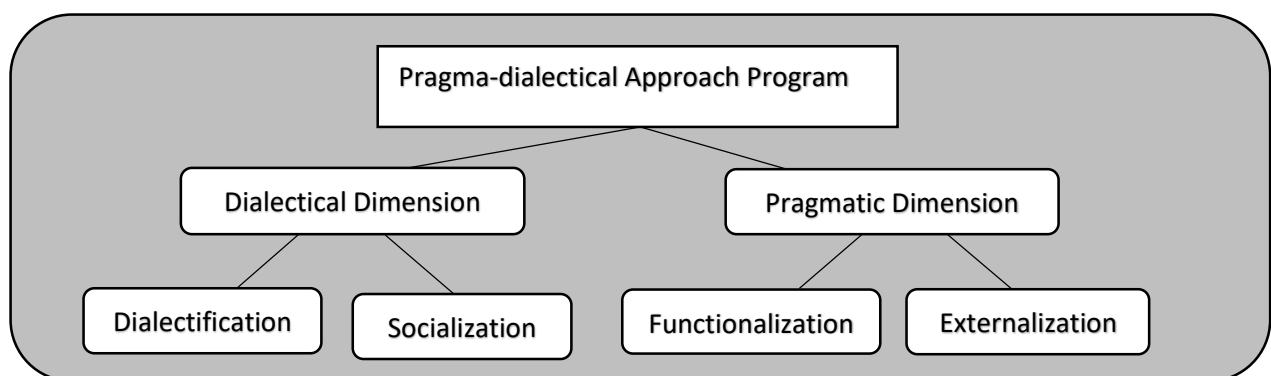 Pragma-dialectical Approach Program
Dialectical Dimension
Pragmatic Dimension
Dialectification
Socialization
Functionalization
Externalization